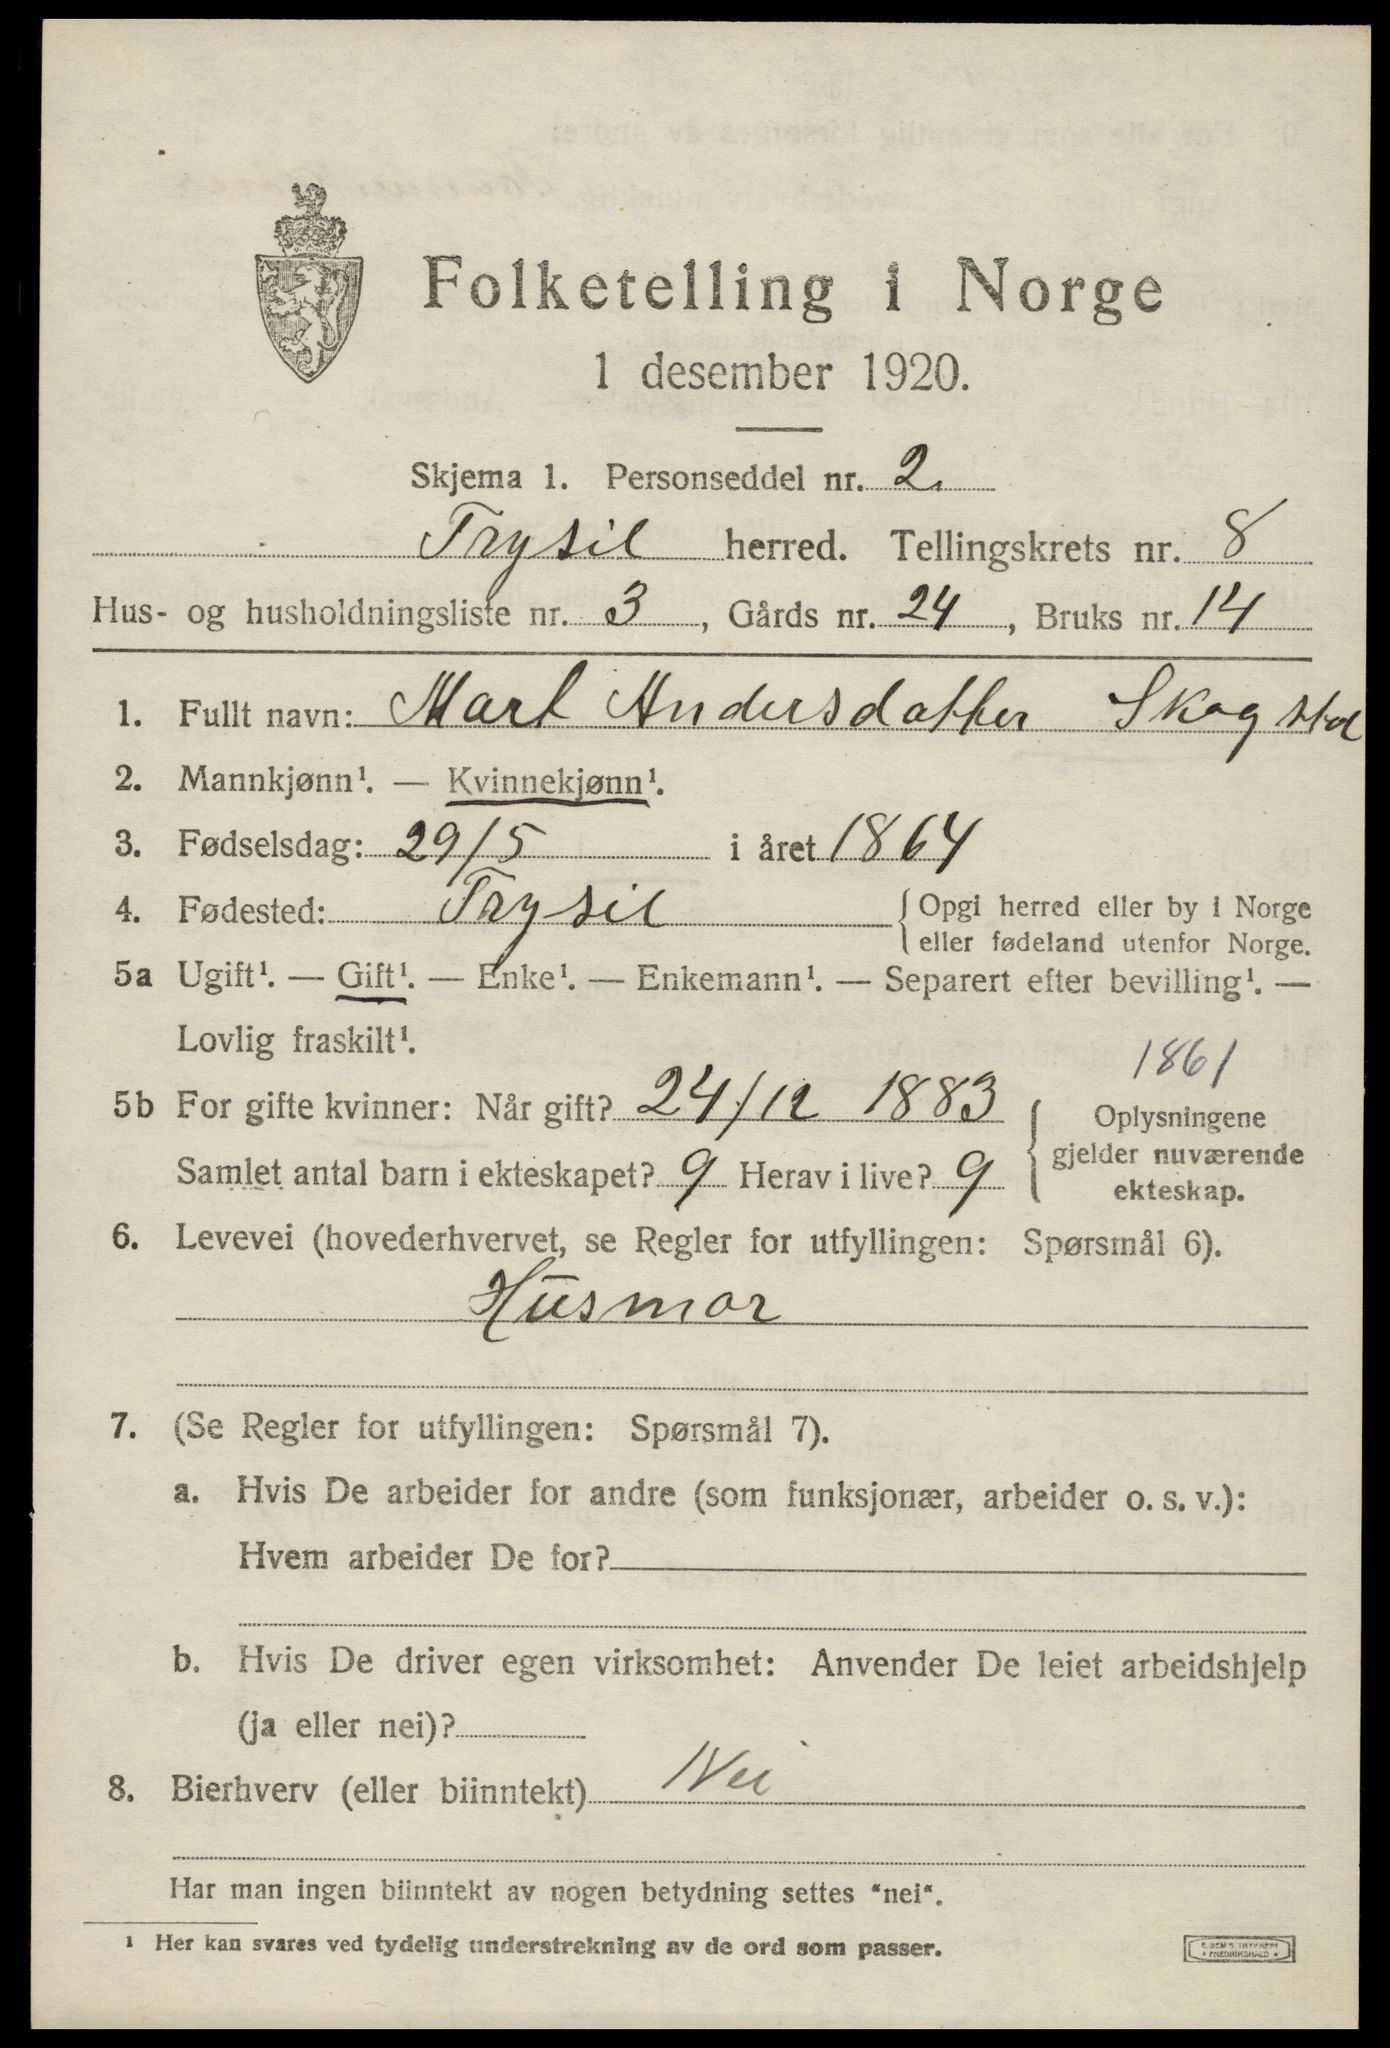 Folketelling i Norge
1 desember 1920.
Skjema 1. Personseddel nr. 2.
Trysil herred. Tellingskrets nr. 8
Hus- og husholdningsliste nr. 3, Gårds nr. 24, Bruks nr. 14
1. Fullt navn: Mart Andersdatter Skogstad
2. Mannkjønn¹. — Kvinnekjønn¹.
3. Fødselsdag: 29/5 i året 1864
4. Fødested: Trysil {Opgi herred eller by i Norge
eller fødeland utenfor Norge.
5a Ugift¹. — Gift¹. — Enke¹. — Enkemann¹. — Separert efter bevilling¹. —
Lovlig fraskilt¹.
1861
5b For gifte kvinner: Når gift? 24/12 1883
Samlet antal barn i ekteskapet? 9 Herav i live? 9
Oplysningene
gjelder nuværende
ekteskap.
6. Levevei (hovederhvervet, se Regler for utfyllingen: Spørsmål 6).
Husmor
7. (Se Regler for utfyllingen: Spørsmål 7).
a. Hvis De arbeider for andre (som funksjonær, arbeider o. s. v.):
Hvem arbeider De for?
b. Hvis De driver egen virksomhet: Anvender De leiet arbeidshjelp
(ja eller nei)?
8. Bierhverv (eller biinntekt) Nei
Har man ingen biinntekt av nogen betydning settes "nei".
¹ Her kan svares ved tydelig understrekning av de ord som passer.